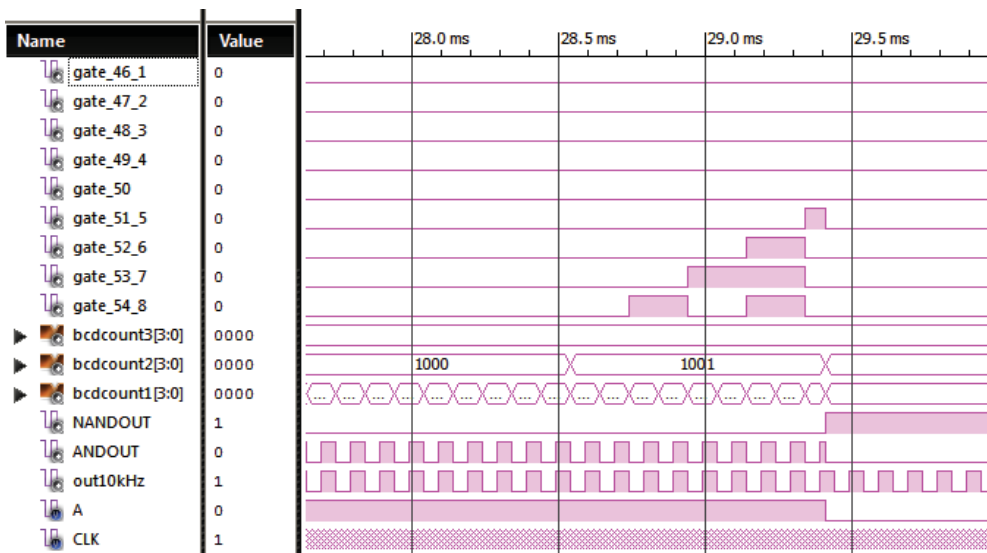 Name Value 28.0 ms 28.5 ms 29.0 ms 29.5 ms
gate_46_1 0
gate_47_2 0
gate_48_3 0
gate_49_4 0
gate_50 0
gate_51_5 0
gate_52_6 0
gate_53_7 0
gate_54_8 0
bcdcount3[3:0] 0000
bcdcount2[3:0] 0000 1000 1001
bcdcount1[3:0] 0000 ... ... ... ... ... ... ... ... ... ... ... ... ... ... ... ... ...
NANDOUT 1
ANDOUT 0
out10kHz 1
A 0
CLK 1